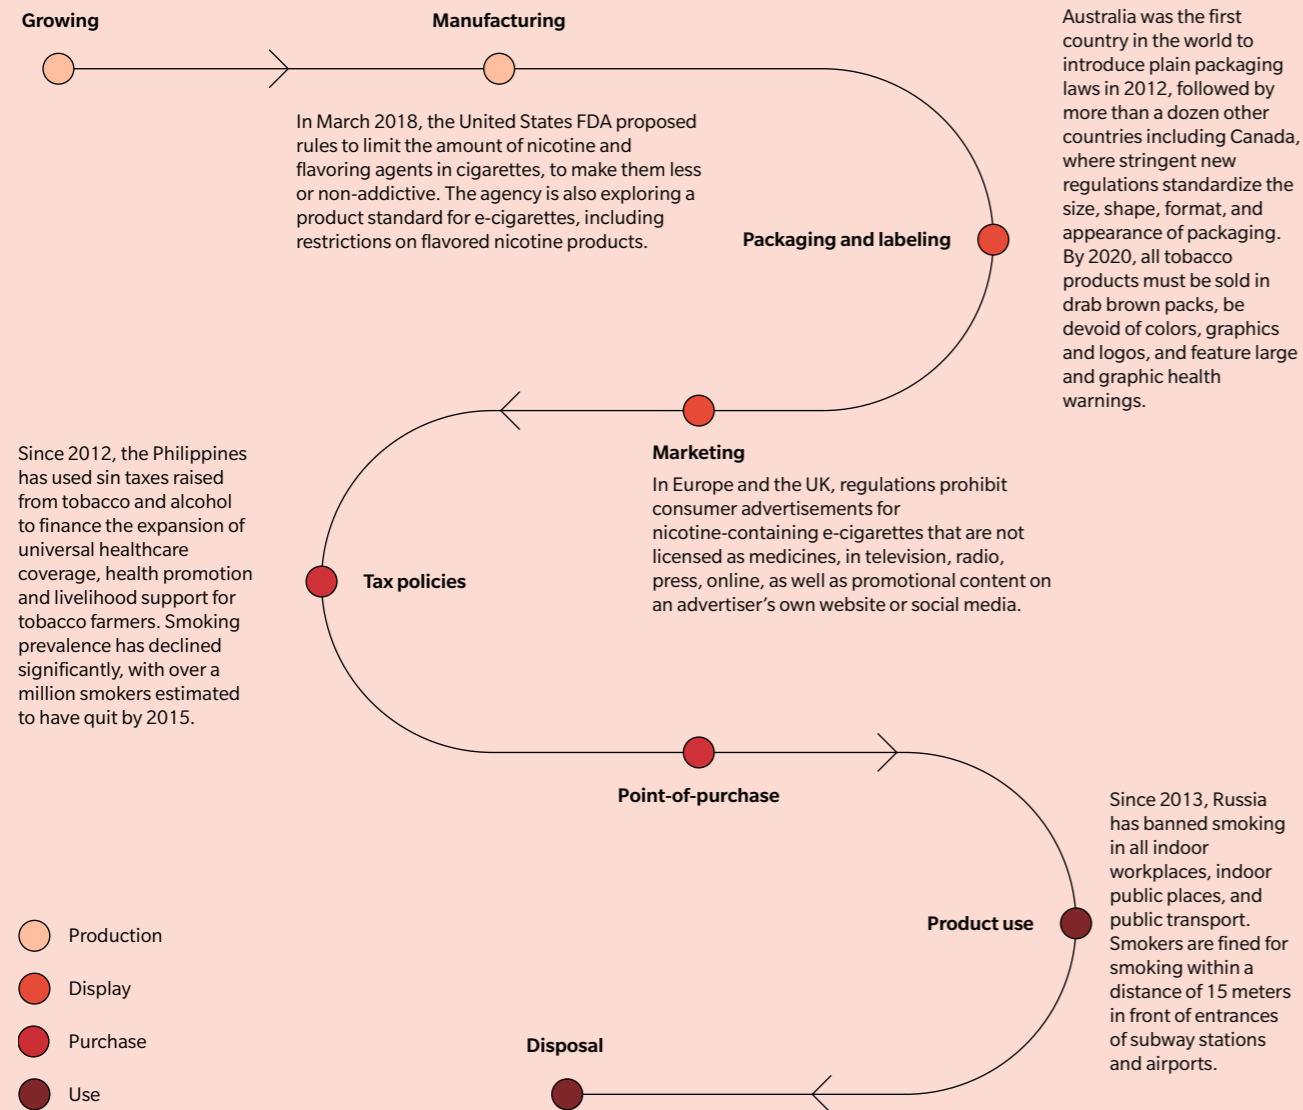 Growing
Manufacturing
In March 2018, the United States FDA proposed
rules to limit the amount of nicotine and
flavoring agents in cigarettes, to make them less
or non-addictive. The agency is also exploring a
product standard for e-cigarettes, including
restrictions on flavored nicotine products.
Australia was the first
country in the world to
introduce plain packaging
laws in 2012, followed by
more than a dozen other
countries including Canada,
where stringent new
regulations standardize the
size, shape, format, and
appearance of packaging.
By 2020, all tobacco
products must be sold in
drab brown packs, be
devoid of colors, graphics
and logos, and feature large
and graphic health
warnings.
Packaging and labeling
Marketing
In Europe and the UK, regulations prohibit
consumer advertisements for
nicotine-containing e-cigarettes that are not
licensed as medicines, in television, radio,
press, online, as well as promotional content on
an advertiser’s own website or social media.
Since 2012, the Philippines
has used sin taxes raised
from tobacco and alcohol
to finance the expansion of
universal healthcare
coverage, health promotion
and livelihood support for
tobacco farmers. Smoking
prevalence has declined
significantly, with over a
million smokers estimated
to have quit by 2015.
Tax policies
Point-of-purchase
Since 2013, Russia
has banned smoking
in all indoor
workplaces, indoor
public places, and
public transport.
Smokers are fined for
smoking within a
distance of 15 meters
in front of entrances
of subway stations
and airports.
Product use
Disposal
Production
Display
Purchase
Use